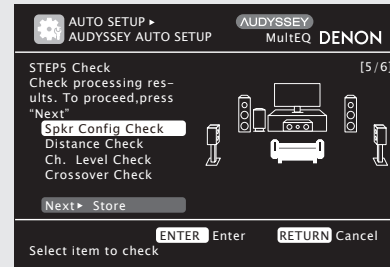 AUTO SETUP ▸
AUDYSSEY AUTO SETUP
AUDYSSEY
MultEQ DENON
STEP5 Check
[5/6]
Check processing res-
ults. To proceed,press
“Next”
Spkr Config Check
Distance Check
Ch. Level Check
Crossover Check
Next▸ Store
ENTER Enter
RETURN Cancel
Select item to check